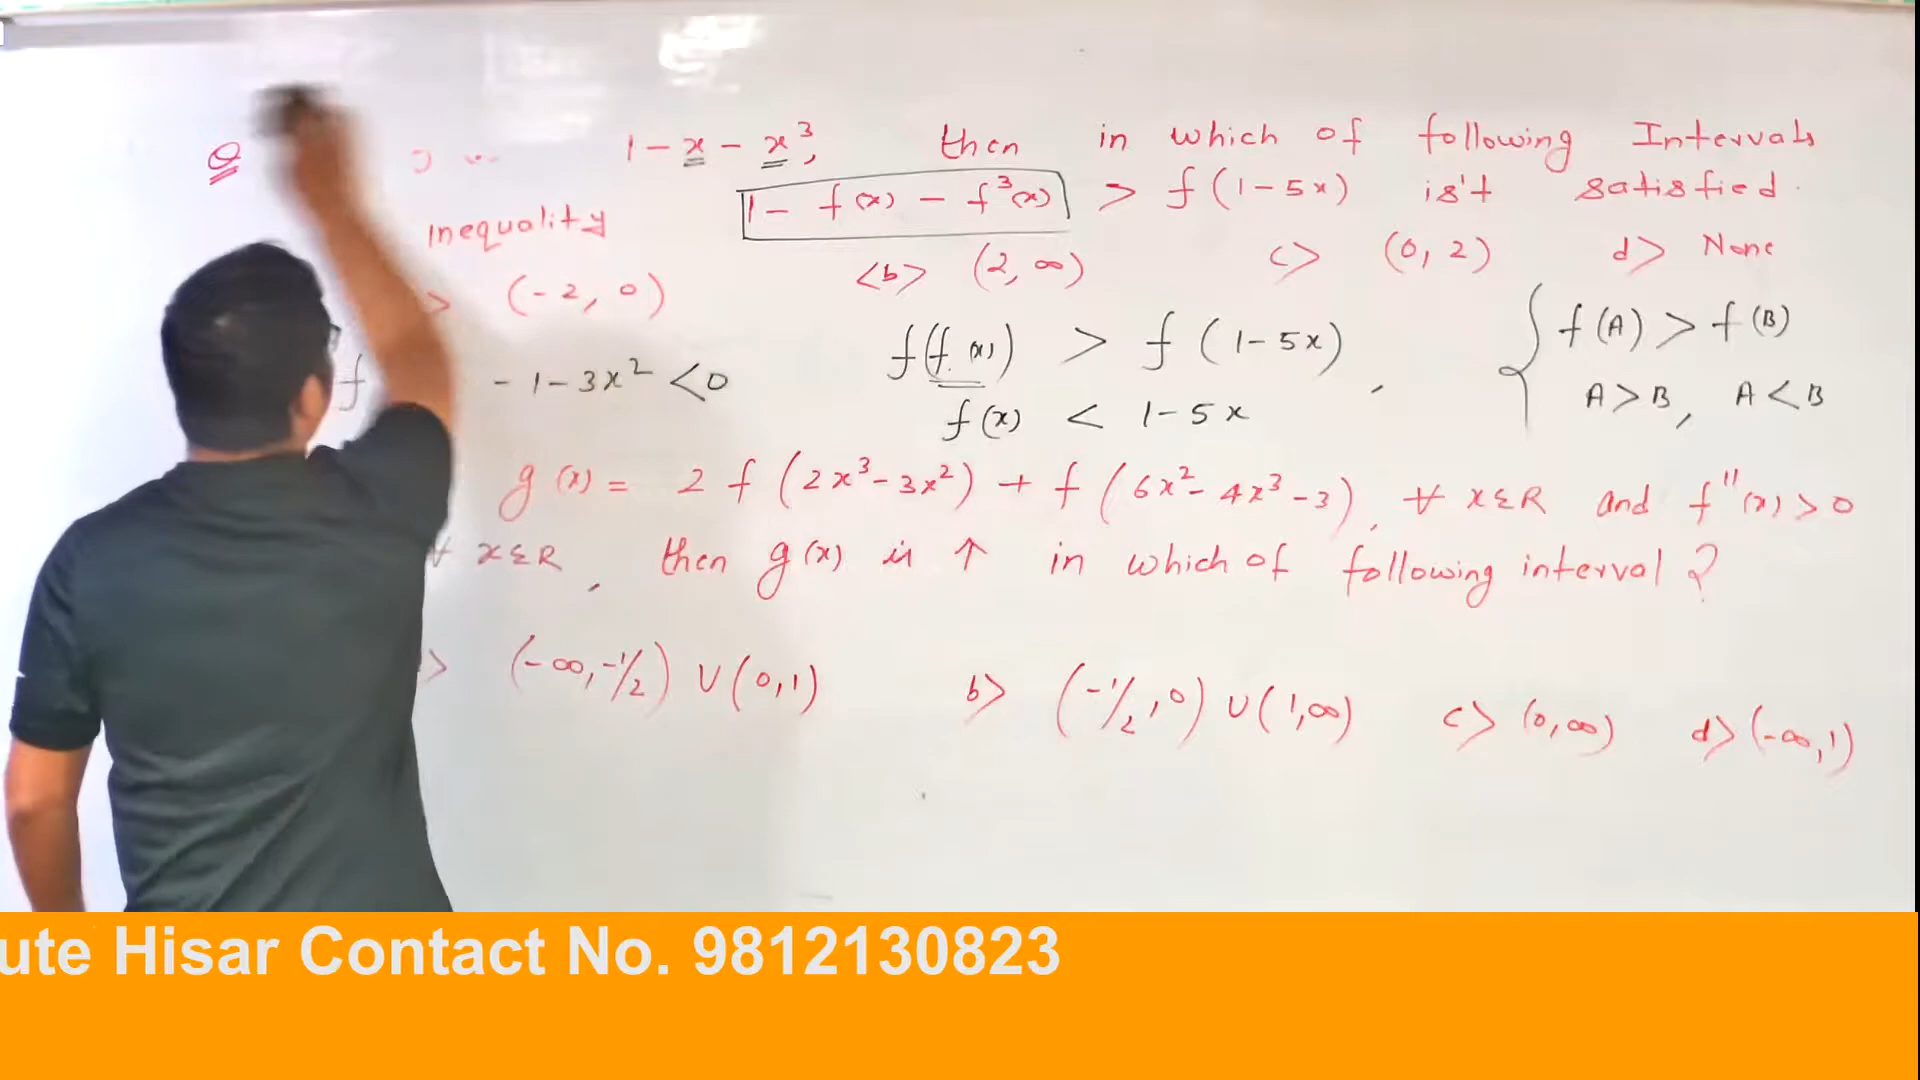 Q 1 - x - x³, then in which of following Intervals
inequality 1 - f(x) - f³(x) > f(1-5x) is't satisfied.
> (-2, 0) <b> (2, ∞) c> (0, 2) d> None
f - 1 - 3x² < 0
f(f(x)) > f(1-5x),
f(x) < 1-5x
{ f(A) > f(B)
A > B, A < B
g(x) = 2 f(2x³-3x²) + f(6x²-4x³-3), ∀ x∈R and f''(x) > 0
∀ x∈R, then g(x) is ↑ in which of following interval ?
> (-∞, -1/2) ∪ (0,1) b> (-1/2, 0) ∪ (1,∞) c> (0,∞) d> (-∞,1)
ute Hisar Contact No. 9812130823